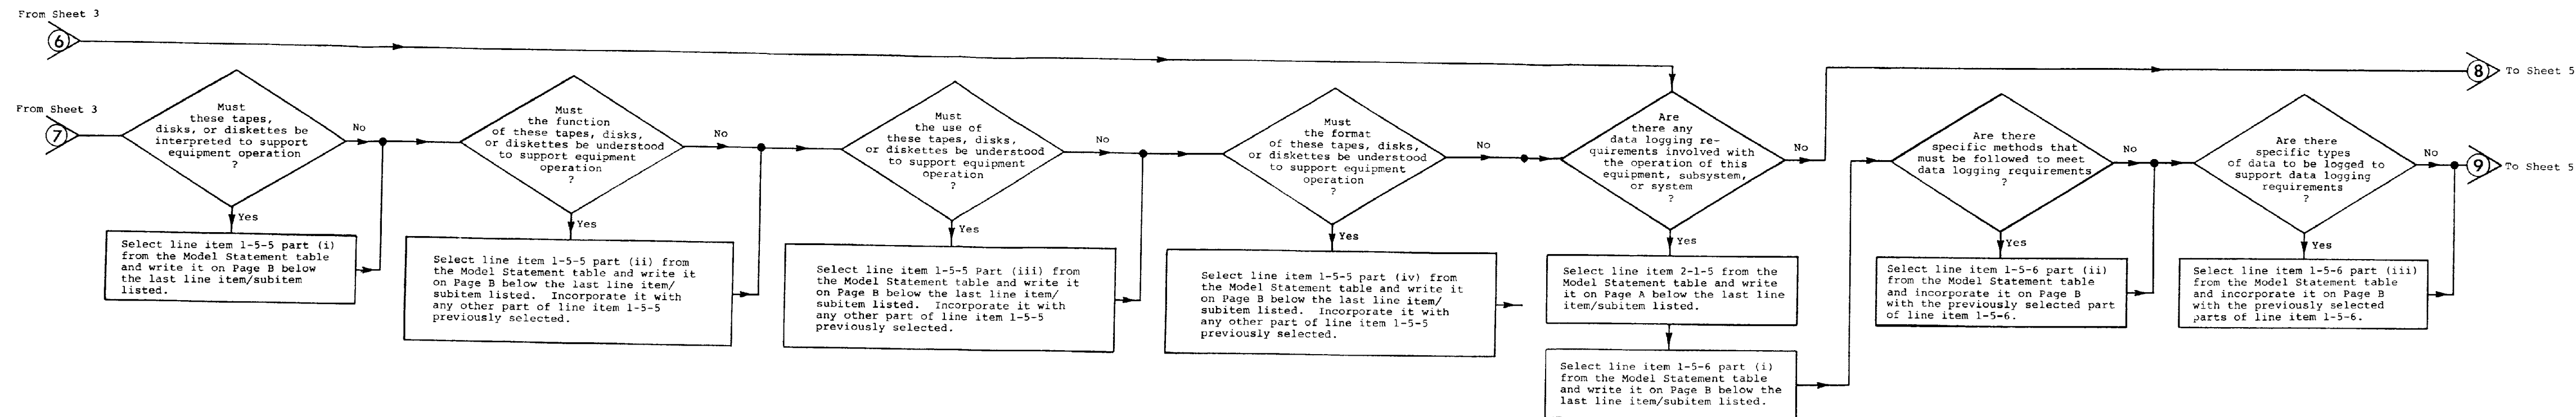 From Sheet 3
6
From Sheet 3
7
Must
these tapes,
disks, or diskettes be
interpreted to support
equipment operation
?
No
Yes
Select line item 1-5-5 part (i)
from the Model Statement table
and write it on Page B below
the last line item/subitem
listed.
Must
the function
of these tapes, disks,
or diskettes be understood
to support equipment
operation
?
No
Yes
Select line item 1-5-5 part (ii) from
the Model Statement table and write it
on Page B below the last line item/
subitem listed. Incorporate it with
any other part of line item 1-5-5
previously selected.
Must
the use of
these tapes, disks,
or diskettes be understood
to support equipment
operation
?
No
Yes
Select line item 1-5-5 Part (iii) from
the Model Statement table and write it
on Page B below the last line item/
subitem listed. Incorporate it with
any other part of line item 1-5-5
previously selected.
Must
the format
of these tapes, disks,
or diskettes be understood
to support equipment
operation
?
No
Yes
Select line item 1-5-5 part (iv) from
the Model Statement table and write it
on Page B below the last line item/
subitem listed. Incorporate it with
any other part of line item 1-5-5
previously selected.
Are
there any
data logging re-
quirements involved with
the operation of this
equipment, subsystem,
or system
?
No
Yes
Select line item 2-1-5 from the
Model Statement table and write
it on Page A below the last line
item/subitem listed.
Select line item 1-5-6 part (i)
from the Model Statement table
and write it on Page B below the
last line item/subitem listed.
Are there
specific methods that
must be followed to meet
data logging requirements
?
No
Yes
Select line item 1-5-6 part (ii)
from the Model Statement table
and incorporate it on Page B
with the previously selected part
of line item 1-5-6.
Are there
specific types
of data to be logged to
support data logging
requirements
?
No
Yes
Select line item 1-5-6 part (iii)
from the Model Statement table
and incorporate it on Page B
with the previously selected
parts of line item 1-5-6.
8
To Sheet 5
9
To Sheet 5